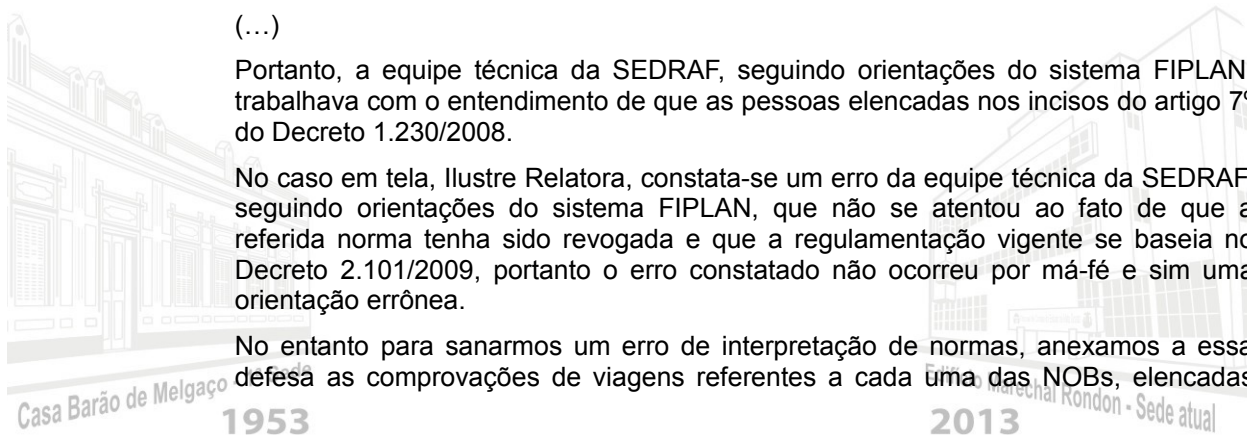 (…)
Portanto, a equipe técnica da SEDRAF, seguindo orientações do sistema FIPLAN
trabalhava com o entendimento de que as pessoas elencadas nos incisos do artigo 7º
do Decreto 1.230/2008.
No caso em tela, Ilustre Relatora, constata-se um erro da equipe técnica da SEDRAF
seguindo orientações do sistema FIPLAN, que não se atentou ao fato de que a
referida norma tenha sido revogada e que a regulamentação vigente se baseia no
Decreto 2.101/2009, portanto o erro constatado não ocorreu por má-fé e sim uma
orientação errônea.
No entanto para sanarmos um erro de interpretação de normas, anexamos a essa
defesa as comprovações de viagens referentes a cada uma das NOBs, elencadas
Casa Barão de Melgaço - 1ª Sede
1953
Edifício Marechal Rondon - Sede atual
2013